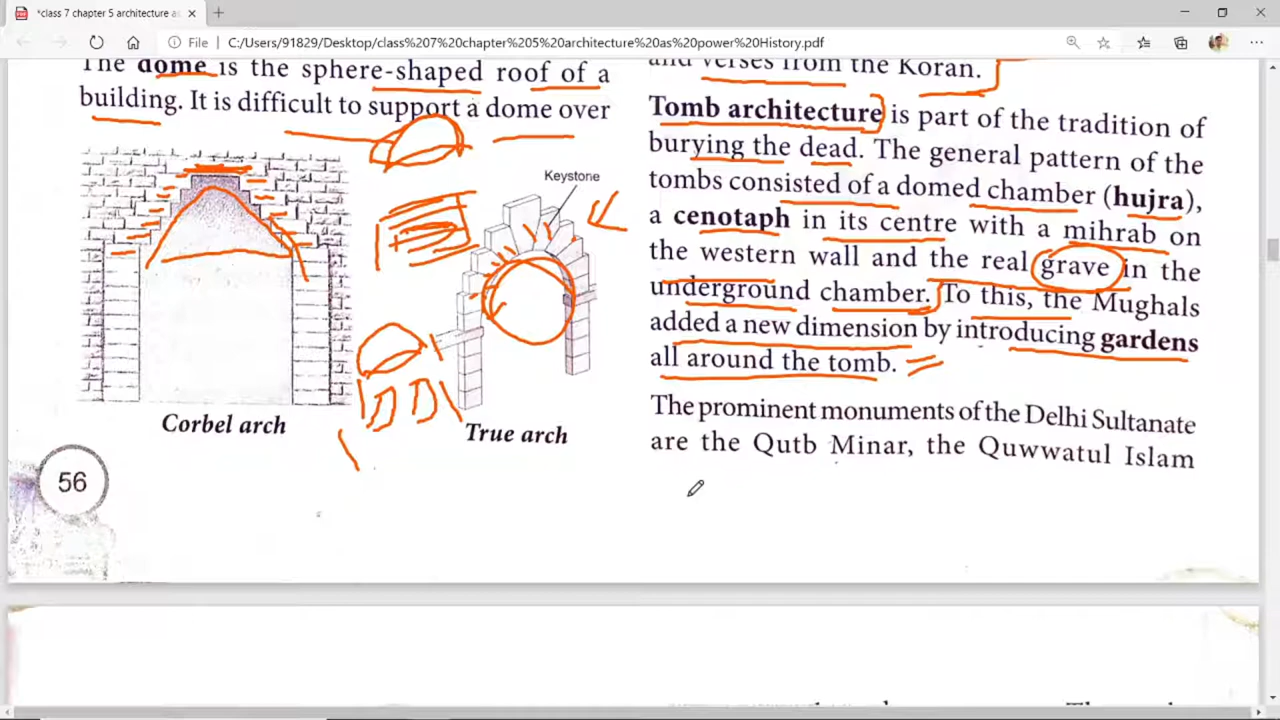 *class 7 chapter 5 architecture as
File C:/Users/91829/Desktop/class%207%20chapter%205%20architecture%20as%20power%20History.pdf
The dome is the sphere-shaped roof of a
building. It is difficult to support a dome over
Keystone
Corbel arch
True arch
56
and verses from the Koran.
Tomb architecture is part of the tradition of
burying the dead. The general pattern of the
tombs consisted of a domed chamber (hujra),
a cenotaph in its centre with a mihrab on
the western wall and the real grave in the
underground chamber. To this, the Mughals
added a new dimension by introducing gardens
all around the tomb.
The prominent monuments of the Delhi Sultanate
are the Qutb Minar, the Quwwatul Islam